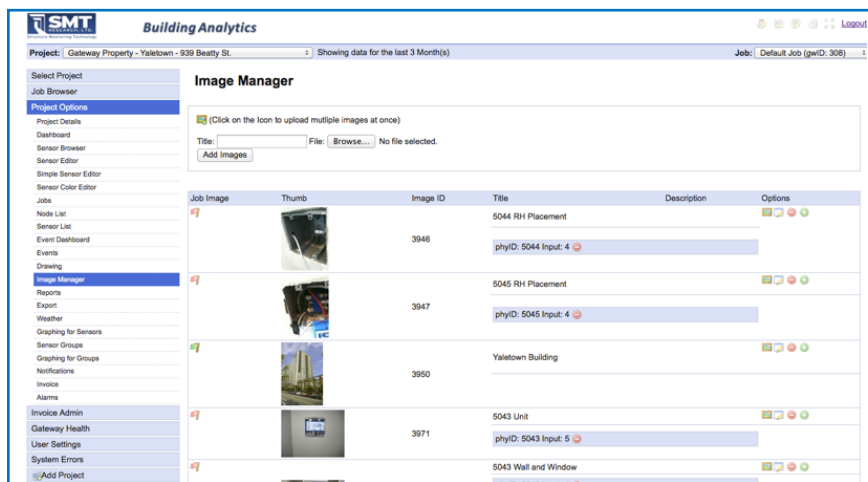 SMT
RESEARCH LTD.
Structure Monitoring Technology
Building Analytics
Logout
Project: Gateway Property - Yaletown - 939 Beatty St.
Showing data for the last 3 Month(s)
Job: Default Job (gwID: 308)
Select Project
Job Browser
Project Options
Project Details
Dashboard
Sensor Browser
Sensor Editor
Simple Sensor Editor
Sensor Color Editor
Jobs
Node List
Sensor List
Event Dashboard
Events
Drawing
Image Manager
Reports
Export
Weather
Graphing for Sensors
Sensor Groups
Graphing for Groups
Notifications
Invoice
Alarms
Invoice Admin
Gateway Health
User Settings
System Errors
Add Project
Image Manager
(Click on the Icon to upload mutliple images at once)
Title: File: Browse... No file selected.
Add Images
Job Image Thumb Image ID Title Description Options
5044 RH Placement
3946
phyID: 5044 Input: 4
5045 RH Placement
3947
phyID: 5045 Input: 4
Yaletown Building
3950
5043 Unit
3971
phyID: 5043 Input: 5
5043 Wall and Window